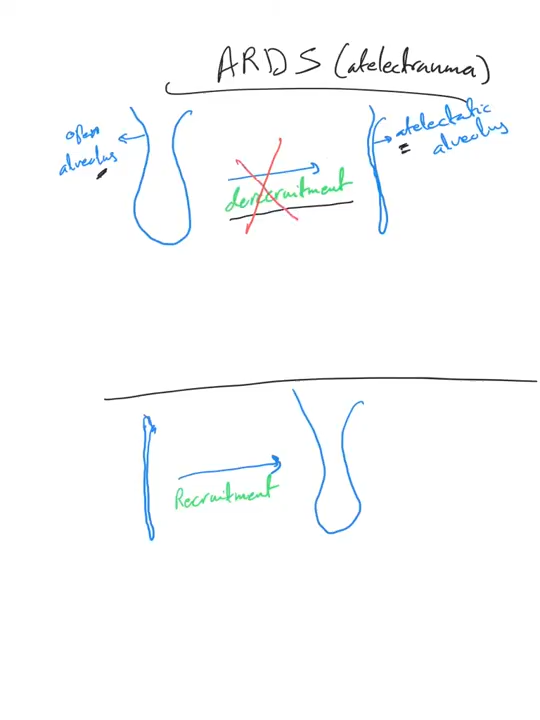 ARDS (atelectrauma)
open
alveolus
derecruitment
atelectatic
alveolus
Recruitment